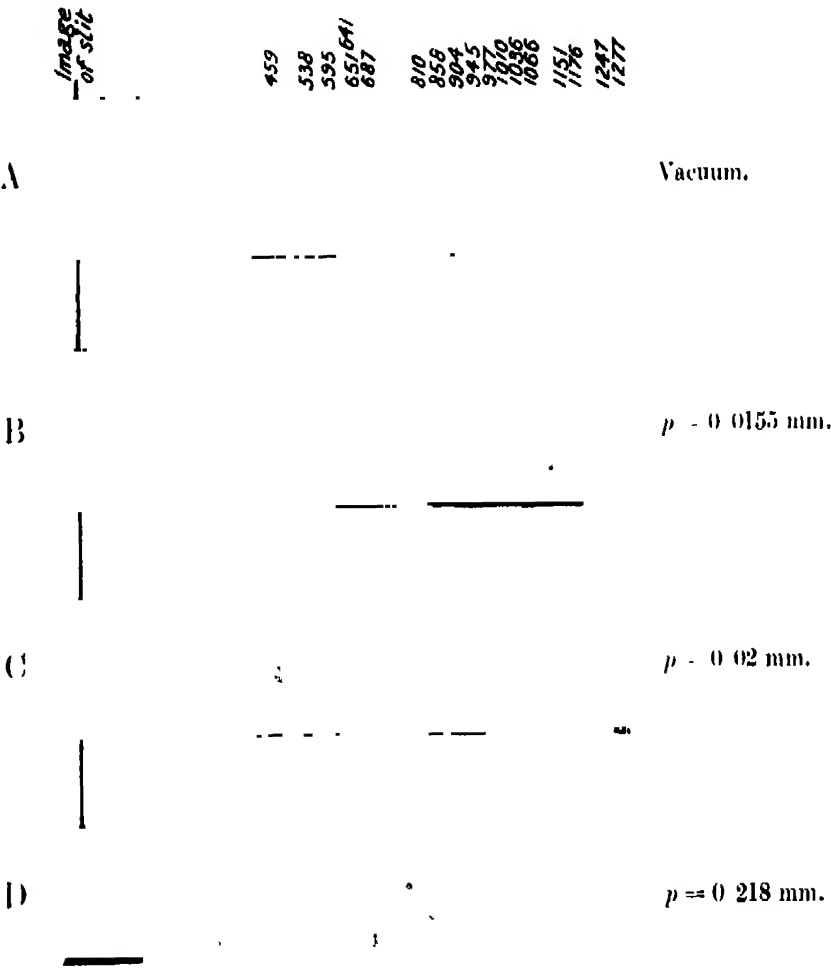 Image
of slit
459
538
595
651
641
687
810
858
904
945
977
1010
1036
1066
1151
1176
1247
1277
A
Vacuum.
B
p - 0 0155 mm.
C
p - 0 02 mm.
D
p = 0 218 mm.